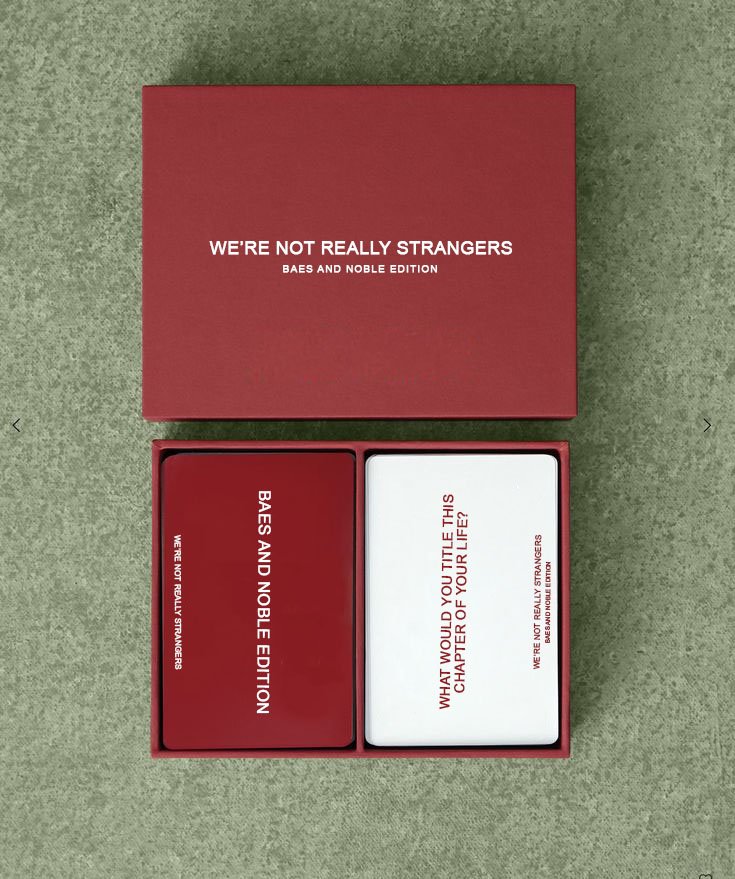 WE'RE NOT REALLY STRANGERS
BAES AND NOBLE EDITION
BAES AND NOBLE EDITION
WE'RE NOT REALLY STRANGERS
WHAT WOULD YOU TITLE THIS
CHAPTER OF YOUR LIFE?
WE'RE NOT REALLY STRANGERS
BAES AND NOBLE EDITION